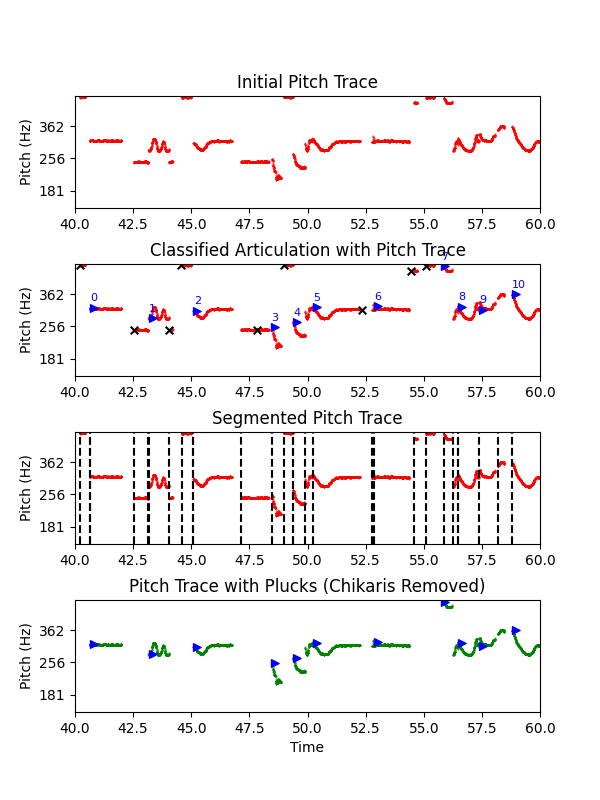 Initial Pitch Trace
Pitch (Hz)
362
256
181
40.0 42.5 45.0 47.5 50.0 52.5 55.0 57.5 60.0
Classified Articulation with Pitch Trace
Pitch (Hz)
362
256
181
0 1 2 3 4 5 6 7 8 9 10
40.0 42.5 45.0 47.5 50.0 52.5 55.0 57.5 60.0
Segmented Pitch Trace
Pitch (Hz)
362
256
181
40.0 42.5 45.0 47.5 50.0 52.5 55.0 57.5 60.0
Pitch Trace with Plucks (Chikaris Removed)
Pitch (Hz)
362
256
181
40.0 42.5 45.0 47.5 50.0 52.5 55.0 57.5 60.0
Time